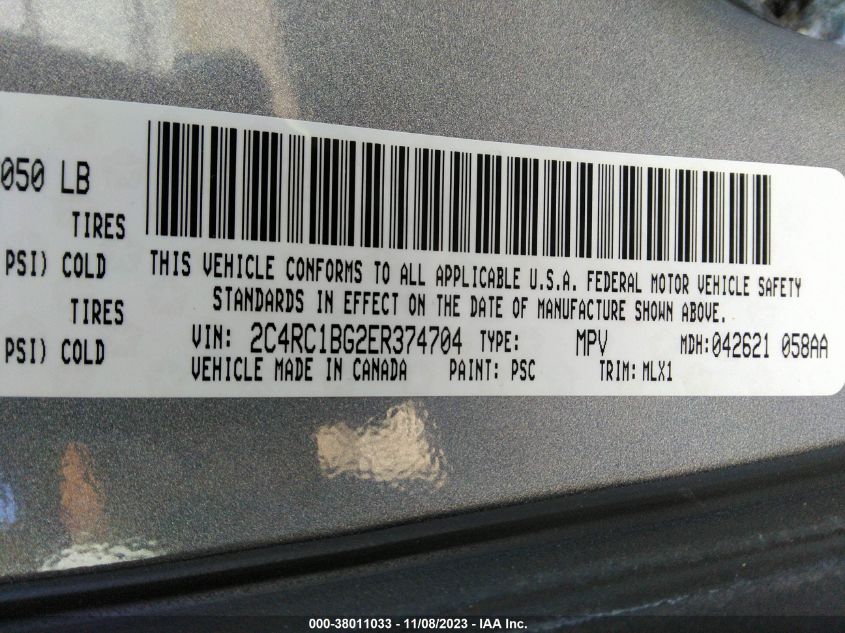 050 LB
TIRES
PSI) COLD
TIRES
PSI) COLD
THIS VEHICLE CONFORMS TO ALL APPLICABLE U.S.A. FEDERAL MOTOR VEHICLE SAFETY
STANDARDS IN EFFECT ON THE DATE OF MANUFACTURE SHOWN ABOVE.
VIN: 2C4RC1BG2ER374704 TYPE: MPV MDH:042621 058AA
VEHICLE MADE IN CANADA PAINT: PSC TRIM: MLX1
000-38011033 - 11/08/2023 - IAA Inc.